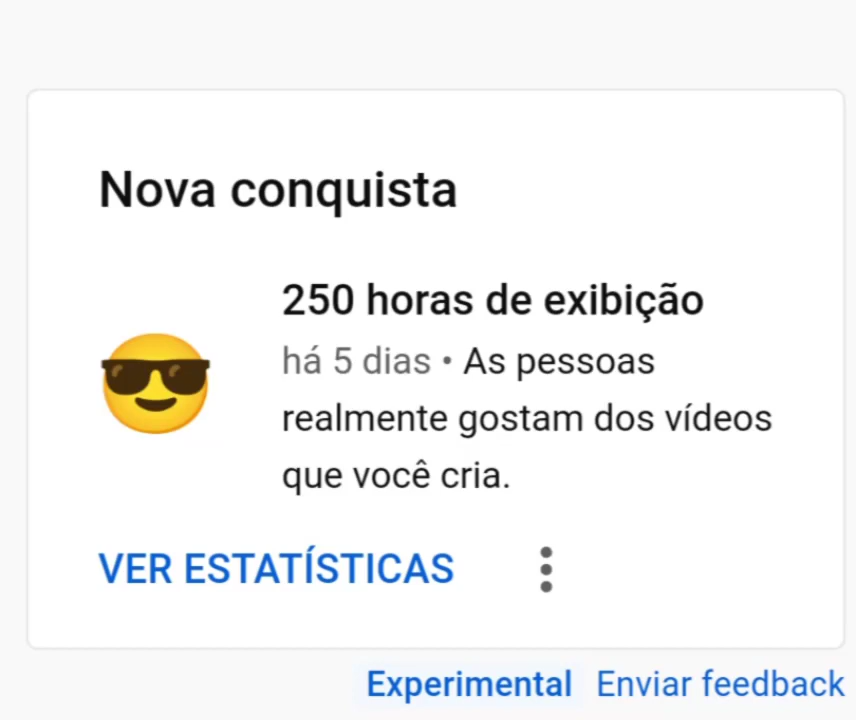 Nova conquista
250 horas de exibição
há 5 dias • As pessoas
realmente gostam dos vídeos
que você cria.
VER ESTATÍSTICAS
Experimental Enviar feedback